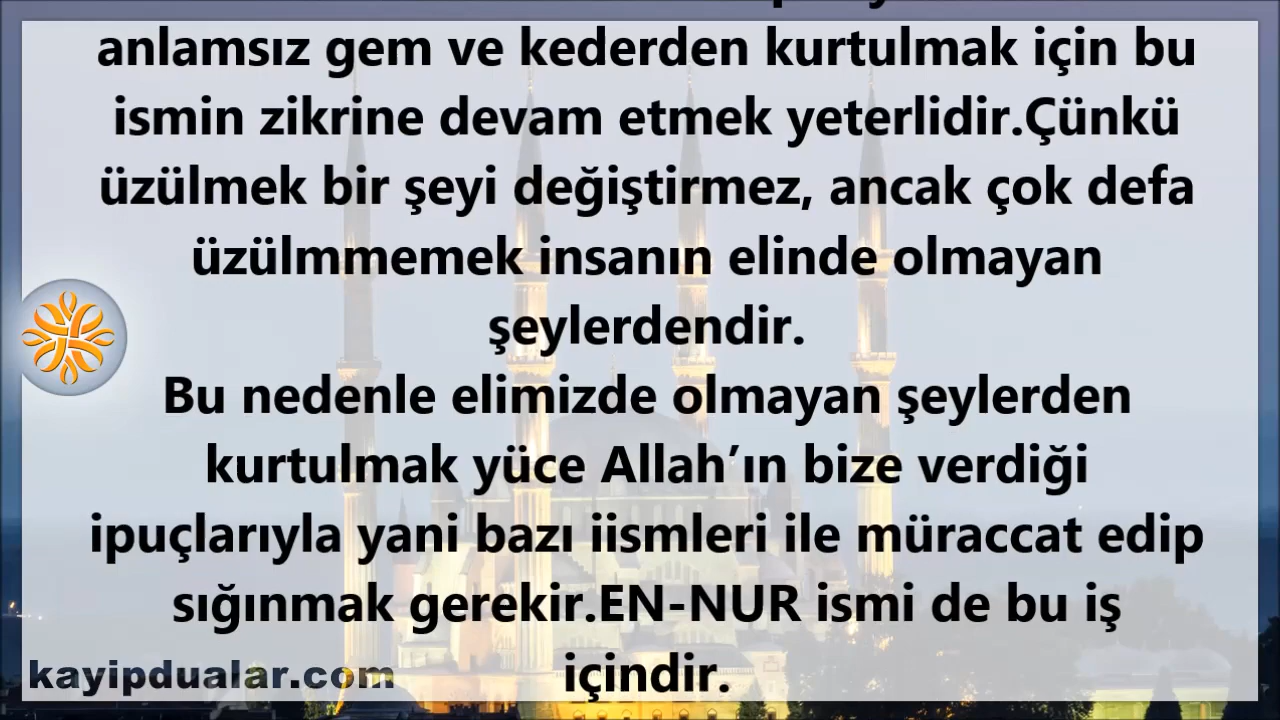 anlamsız gem ve kederden kurtulmak için bu
ismin zikrine devam etmek yeterlidir.Çünkü
üzülmek bir şeyi değiştirmez, ancak çok defa
üzülmmemek insanın elinde olmayan
şeylerdendir.
Bu nedenle elimizde olmayan şeylerden
kurtulmak yüce Allah’ın bize verdiği
ipuçlarıyla yani bazı iismleri ile müraccat edip
sığınmak gerekir.EN-NUR ismi de bu iş
içindir.
kayipdualar.com